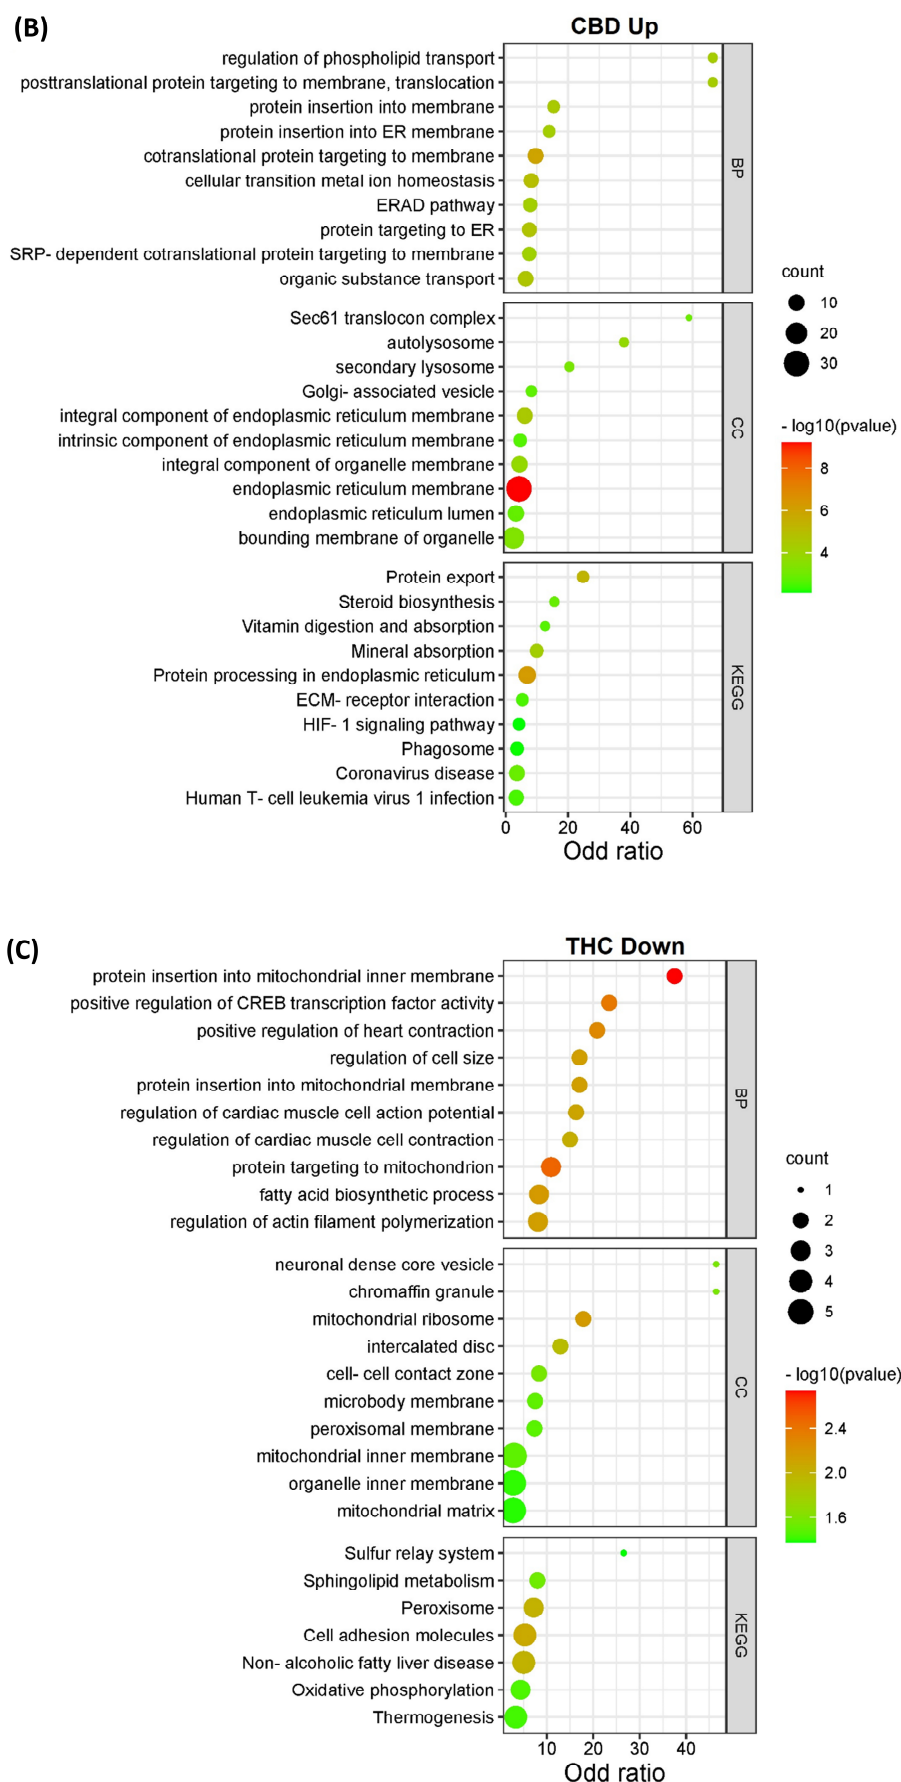 (B)
CBD Up
regulation of phospholipid transport
posttranslational protein targeting to membrane, translocation
protein insertion into membrane
protein insertion into ER membrane
cotranslational protein targeting to membrane
cellular transition metal ion homeostasis
ERAD pathway
protein targeting to ER
SRP- dependent cotranslational protein targeting to membrane
organic substance transport
BP
Sec61 translocon complex
autolysosome
secondary lysosome
Golgi- associated vesicle
integral component of endoplasmic reticulum membrane
intrinsic component of endoplasmic reticulum membrane
integral component of organelle membrane
endoplasmic reticulum membrane
endoplasmic reticulum lumen
bounding membrane of organelle
CC
Protein export
Steroid biosynthesis
Vitamin digestion and absorption
Mineral absorption
Protein processing in endoplasmic reticulum
ECM- receptor interaction
HIF- 1 signaling pathway
Phagosome
Coronavirus disease
Human T- cell leukemia virus 1 infection
KEGG
0 20 40 60
Odd ratio
count
10
20
30
- log10(pvalue)
8
6
4
(C)
THC Down
protein insertion into mitochondrial inner membrane
positive regulation of CREB transcription factor activity
positive regulation of heart contraction
regulation of cell size
protein insertion into mitochondrial membrane
regulation of cardiac muscle cell action potential
regulation of cardiac muscle cell contraction
protein targeting to mitochondrion
fatty acid biosynthetic process
regulation of actin filament polymerization
BP
neuronal dense core vesicle
chromaffin granule
mitochondrial ribosome
intercalated disc
cell- cell contact zone
microbody membrane
peroxisomal membrane
mitochondrial inner membrane
organelle inner membrane
mitochondrial matrix
CC
Sulfur relay system
Sphingolipid metabolism
Peroxisome
Cell adhesion molecules
Non- alcoholic fatty liver disease
Oxidative phosphorylation
Thermogenesis
KEGG
10 20 30 40
Odd ratio
count
1
2
3
4
5
- log10(pvalue)
2.4
2.0
1.6